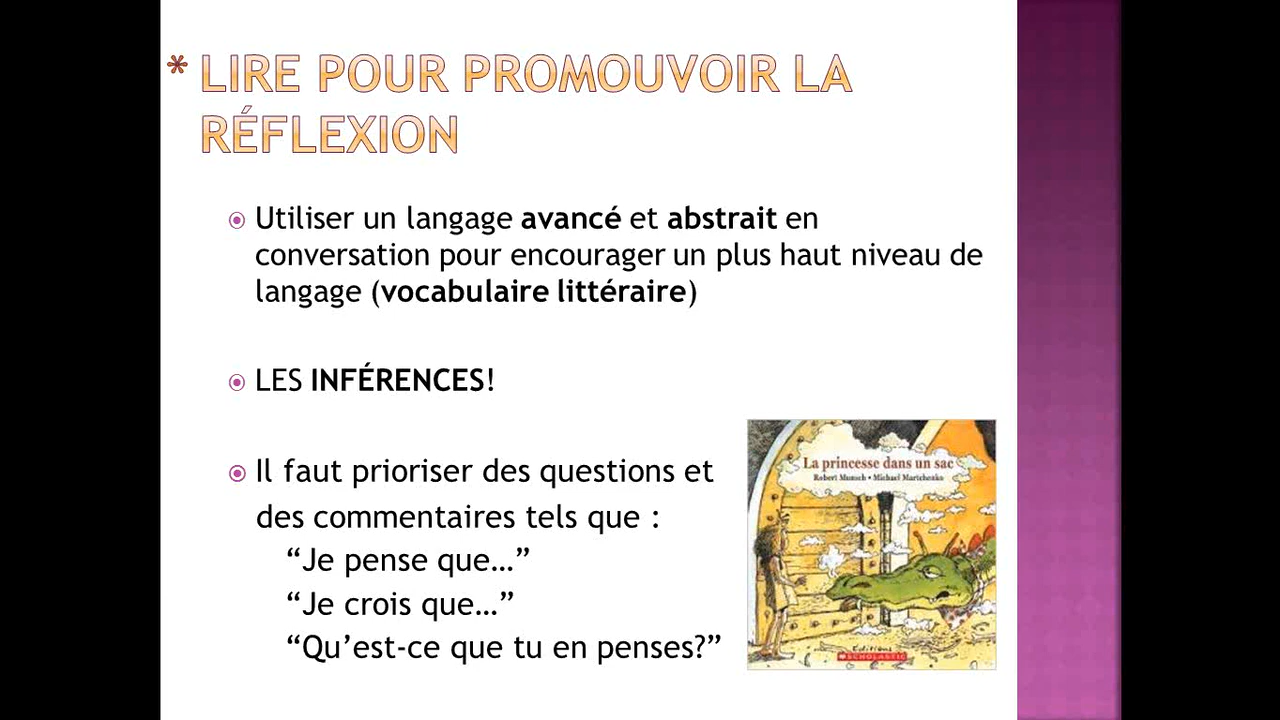 * LIRE POUR PROMOUVOIR LA
RÉFLEXION
Utiliser un langage avancé et abstrait en
conversation pour encourager un plus haut niveau de
langage (vocabulaire littéraire)
LES INFÉRENCES!
Il faut prioriser des questions et
des commentaires tels que :
“Je pense que…”
“Je crois que…”
“Qu’est-ce que tu en penses?”
La princesse dans un sac
Robert Munsch • Michael Martchenko
Éditions
SCHOLASTIC